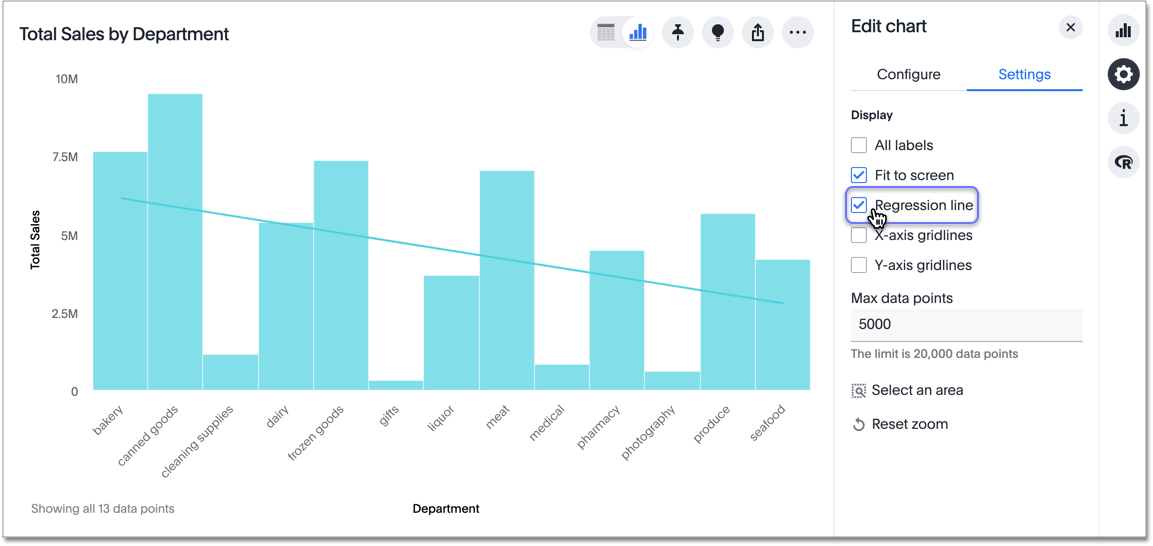 Total Sales by Department
10M
7.5M
5M
2.5M
0
Total Sales
bakery
canned goods
cleaning supplies
dairy
frozen goods
gifts
liquor
meat
medical
pharmacy
photography
produce
seafood
Showing all 13 data points
Department
Edit chart
Configure
Settings
Display
All labels
Fit to screen
Regression line
X-axis gridlines
Y-axis gridlines
Max data points
5000
The limit is 20,000 data points
Select an area
Reset zoom
i
R